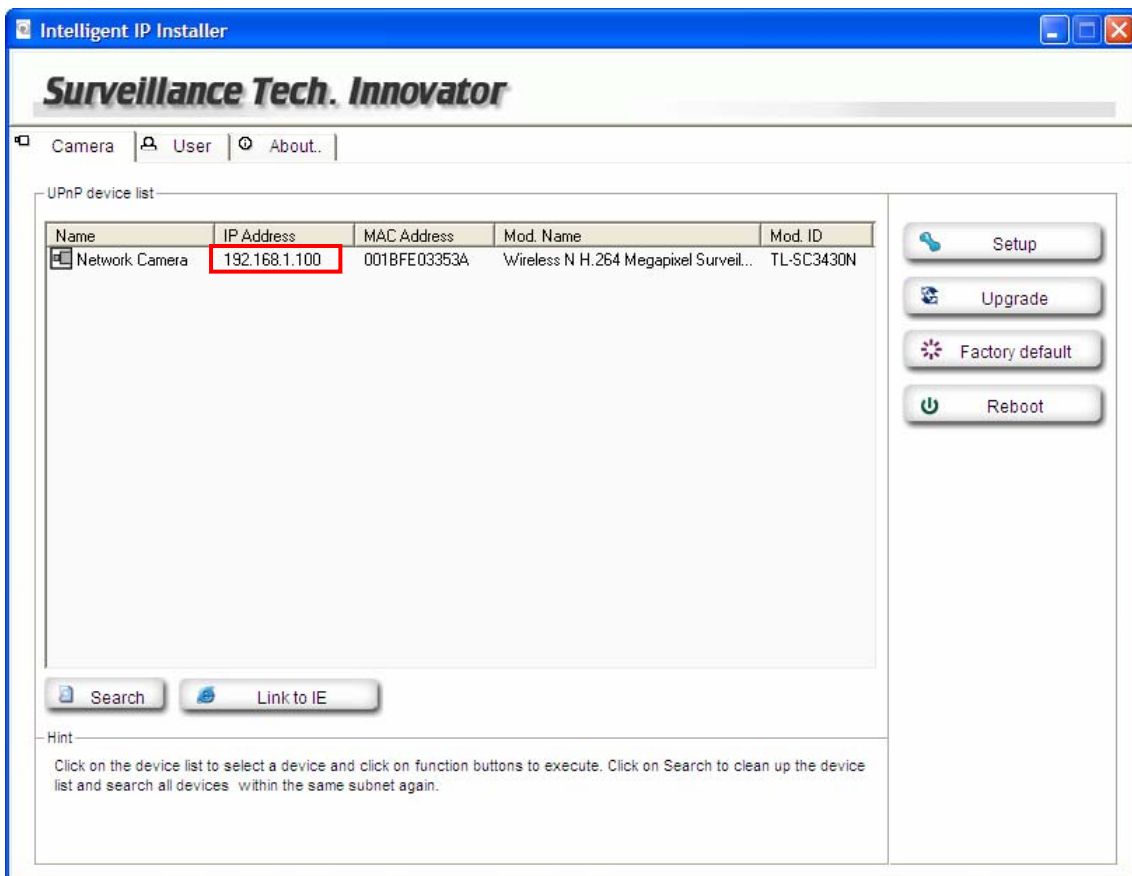 Intelligent IP Installer
Surveillance Tech. Innovator
Camera User About..
UPnP device list
Name IP Address MAC Address Mod. Name Mod. ID
Network Camera 192.168.1.100 001BFE03353A Wireless N H.264 Megapixel Surveil... TL-SC3430N
Setup
Upgrade
Factory default
Reboot
Search Link to IE
Hint
Click on the device list to select a device and click on function buttons to execute. Click on Search to clean up the device
list and search all devices within the same subnet again.